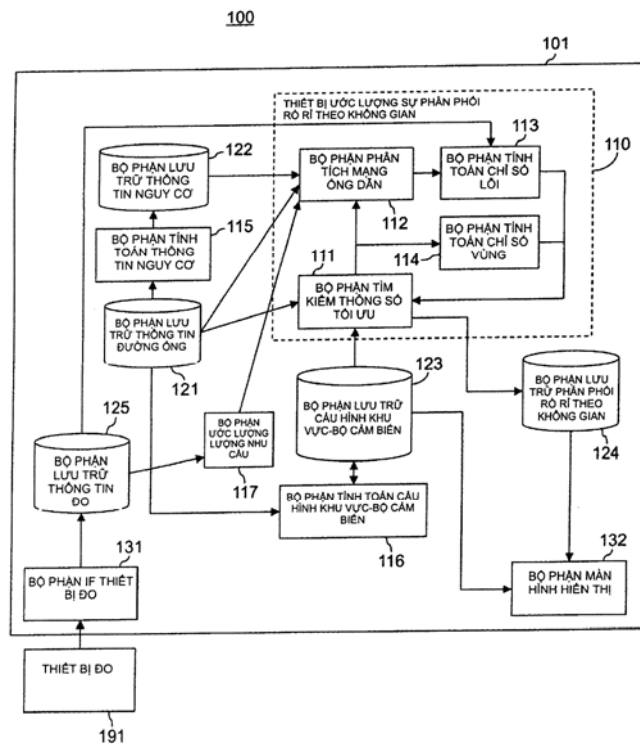 100
101
THIẾT BỊ ƯỚC LƯỢNG SỰ PHÂN PHỐI
RÒ RỈ THEO KHÔNG GIAN
113
110
122
BỘ PHẬN LƯU
TRỮ THÔNG
TIN NGUY CƠ
BỘ PHẬN PHÂN
TÍCH MẠNG
ỐNG DẪN
112
BỘ PHẬN TÍNH
TOÁN CHỈ SỐ
LỖI
115
BỘ PHẬN TÍNH
TOÁN THÔNG
TIN NGUY CƠ
111
114
BỘ PHẬN TÍNH
TOÁN CHỈ SỐ
VÙNG
BỘ PHẬN TÌM
KIẾM THÔNG SỐ
TỐI ƯU
BỘ PHẬN LƯU
TRỮ THÔNG TIN
ĐƯỜNG ỐNG
121
123
BỘ PHẬN LƯU TRỮ
CẤU HÌNH KHU
VỰC-BỘ CẢM BIẾN
BỘ PHẬN LƯU
TRỮ PHÂN PHỐI
RÒ RỈ THEO
KHÔNG GIAN
124
125
BỘ PHẬN
LƯU TRỮ
THÔNG TIN
ĐO
BỘ PHẬN
ƯỚC LƯỢNG
LƯỢNG NHU
CẦU
117
BỘ PHẬN TÍNH TOÁN CẤU
HÌNH KHU VỰC-BỘ CẢM
BIẾN
116
131
BỘ PHẬN IF THIẾT
BỊ ĐO
132
BỘ PHẬN MÀN
HÌNH HIỂN THỊ
THIẾT BỊ ĐO
191